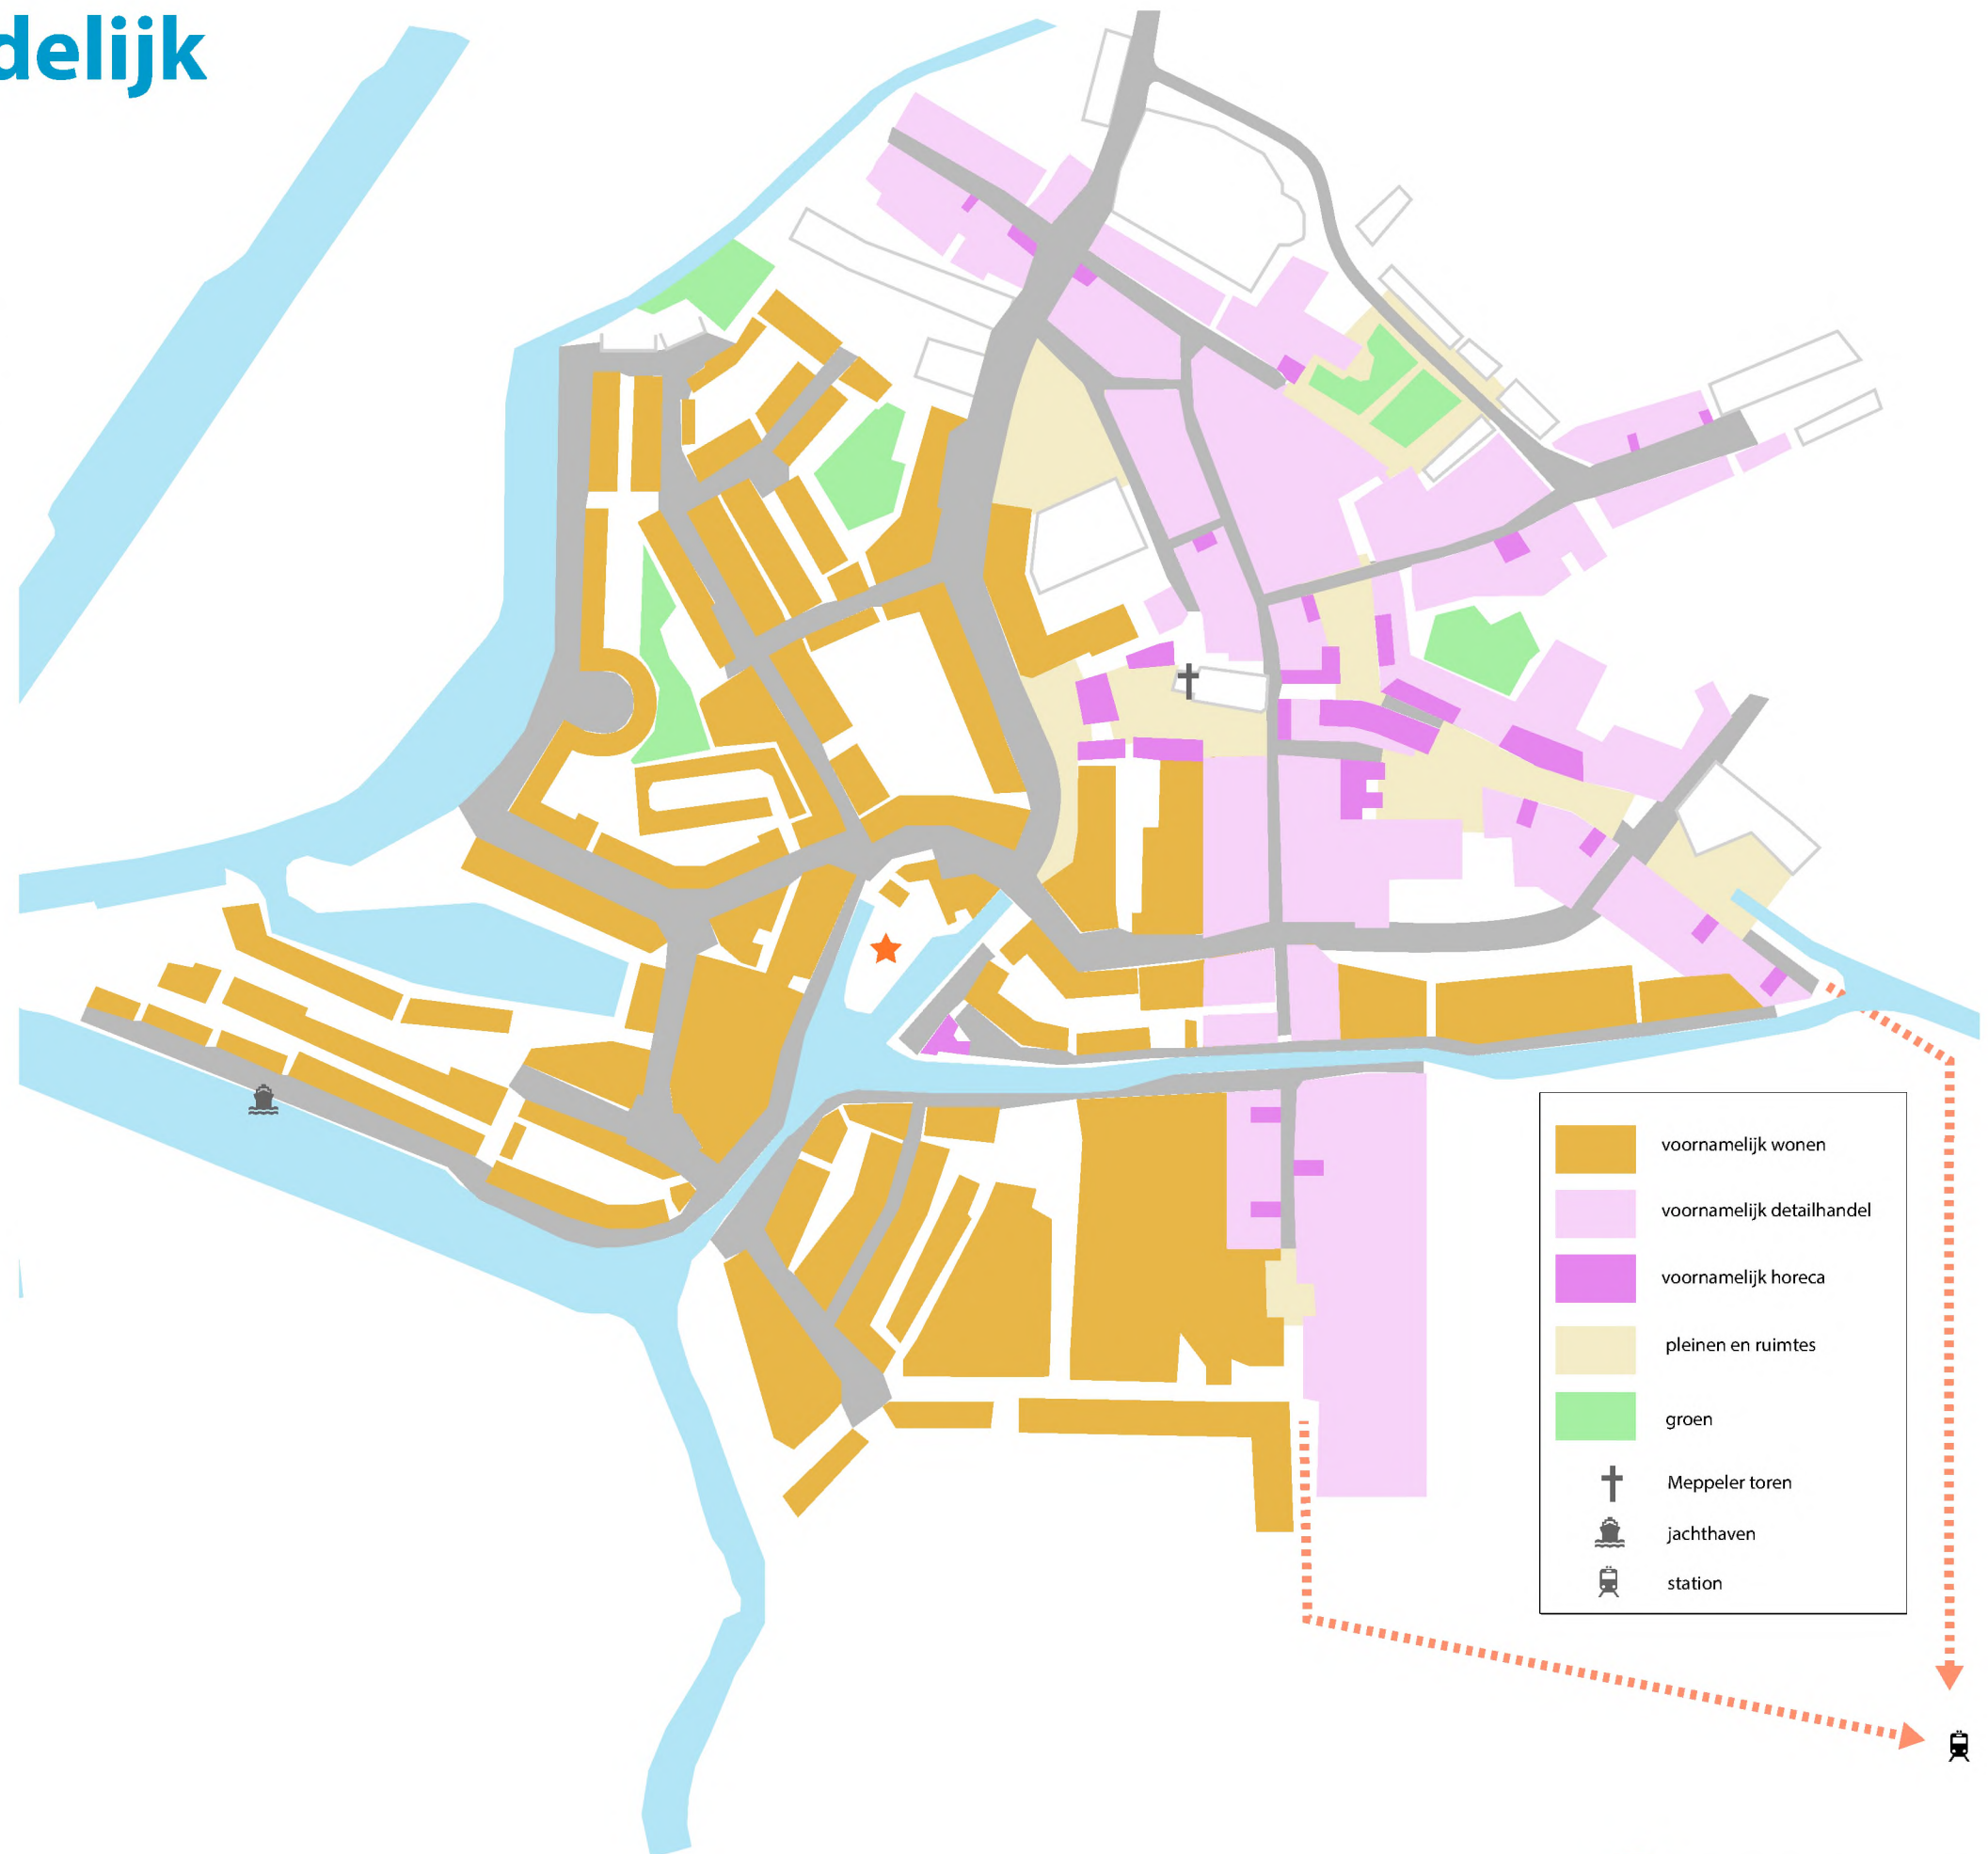 delijk
voornamelijk wonen
voornamelijk detailhandel
voornamelijk horeca
pleinen en ruimtes
groen
Meppeler toren
jachthaven
station